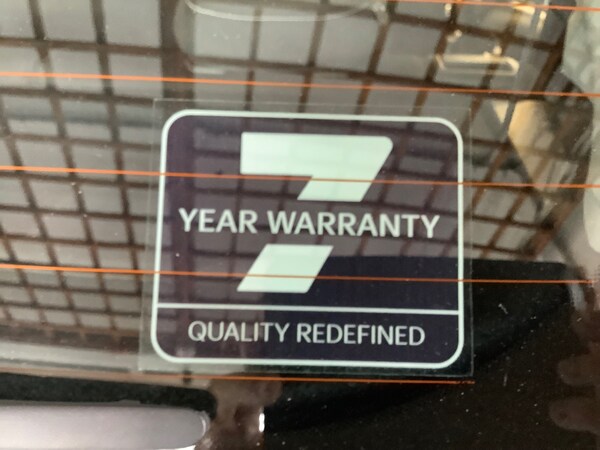 7
YEAR WARRANTY
QUALITY REDEFINED